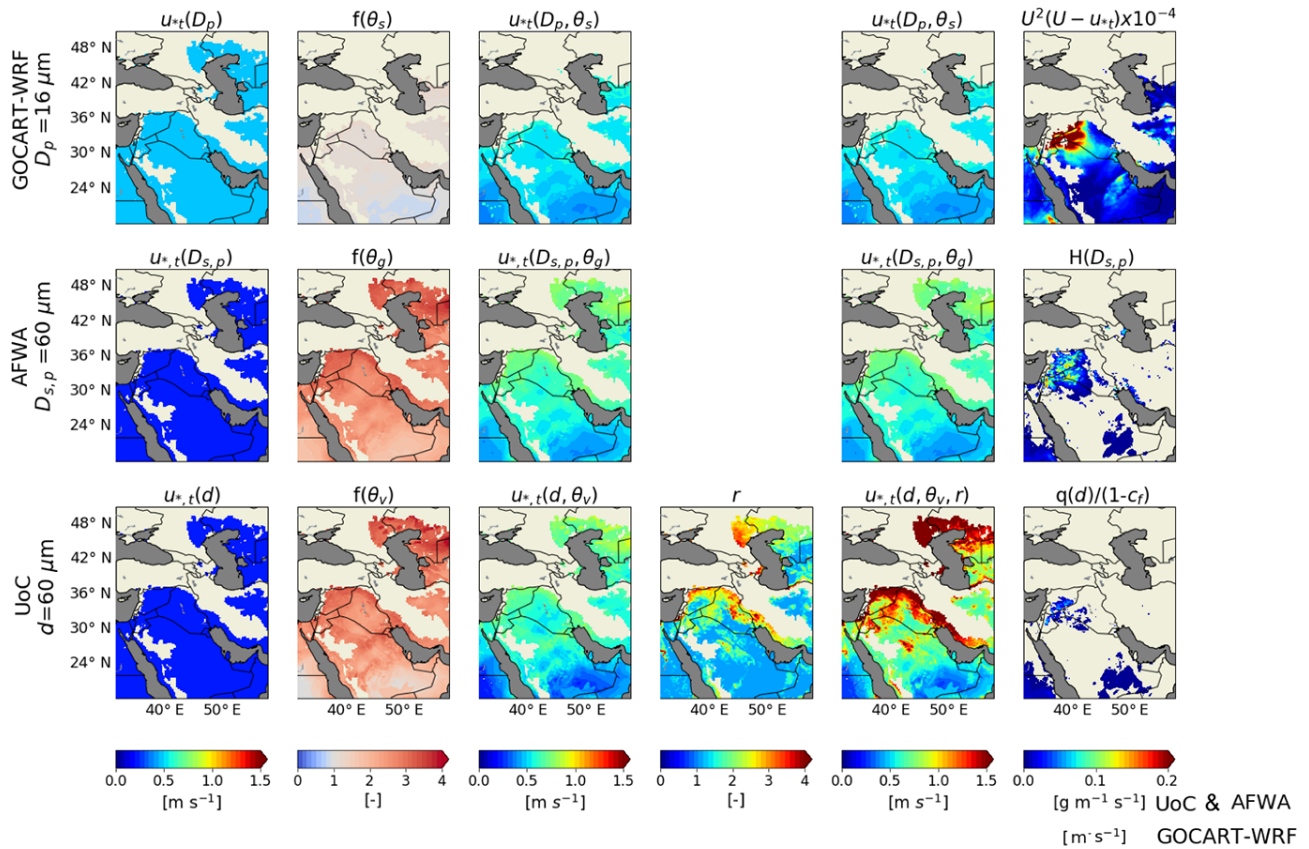 u*t(Dp) f(θs) u*t(Dp, θs) u*t(Dp, θs) U²(U − u*t)x10⁻⁴
GOCART-WRF
Dp = 16 μm
48° N
42° N
36° N
30° N
24° N
u*,t(Ds,p) f(θg) u*,t(Ds,p, θg) u*,t(Ds,p, θg) H(Ds,p)
AFWA
Ds,p = 60 μm
48° N
42° N
36° N
30° N
24° N
u*,t(d) f(θv) u*,t(d, θv) r u*,t(d, θv, r) q(d)/(1-cf)
UoC
d=60 μm
48° N
42° N
36° N
30° N
24° N
40° E 50° E 40° E 50° E 40° E 50° E 40° E 50° E 40° E 50° E 40° E 50° E
0.0 0.5 1.0 1.5 0 1 2 3 4 0.0 0.5 1.0 1.5 0 1 2 3 4 0.0 0.5 1.0 1.5 0.0 0.1 0.2
[m s⁻¹] [-] [m s⁻¹] [-] [m s⁻¹] [g m⁻¹ s⁻¹] UoC & AFWA
[m· s⁻¹] GOCART-WRF